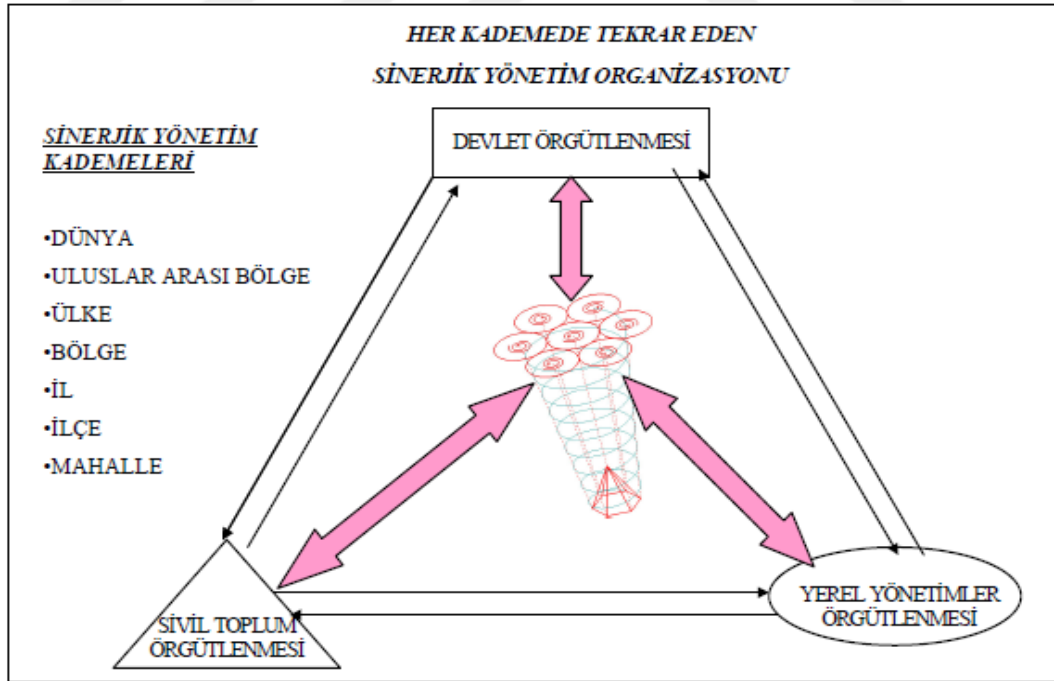 HER KADEMEDE TEKRAR EDEN
SİNERJİK YÖNETİM ORGANİZASYONU
SİNERJİK YÖNETİM
KADEMELERİ
•DÜNYA
•ULUSLAR ARASI BÖLGE
•ÜLKE
•BÖLGE
•İL
•İLÇE
•MAHALLE
DEVLET ÖRGÜTLENMESİ
SİVİL TOPLUM
ÖRGÜTLENMESİ
YEREL YÖNETİMLER
ÖRGÜTLENMESİ